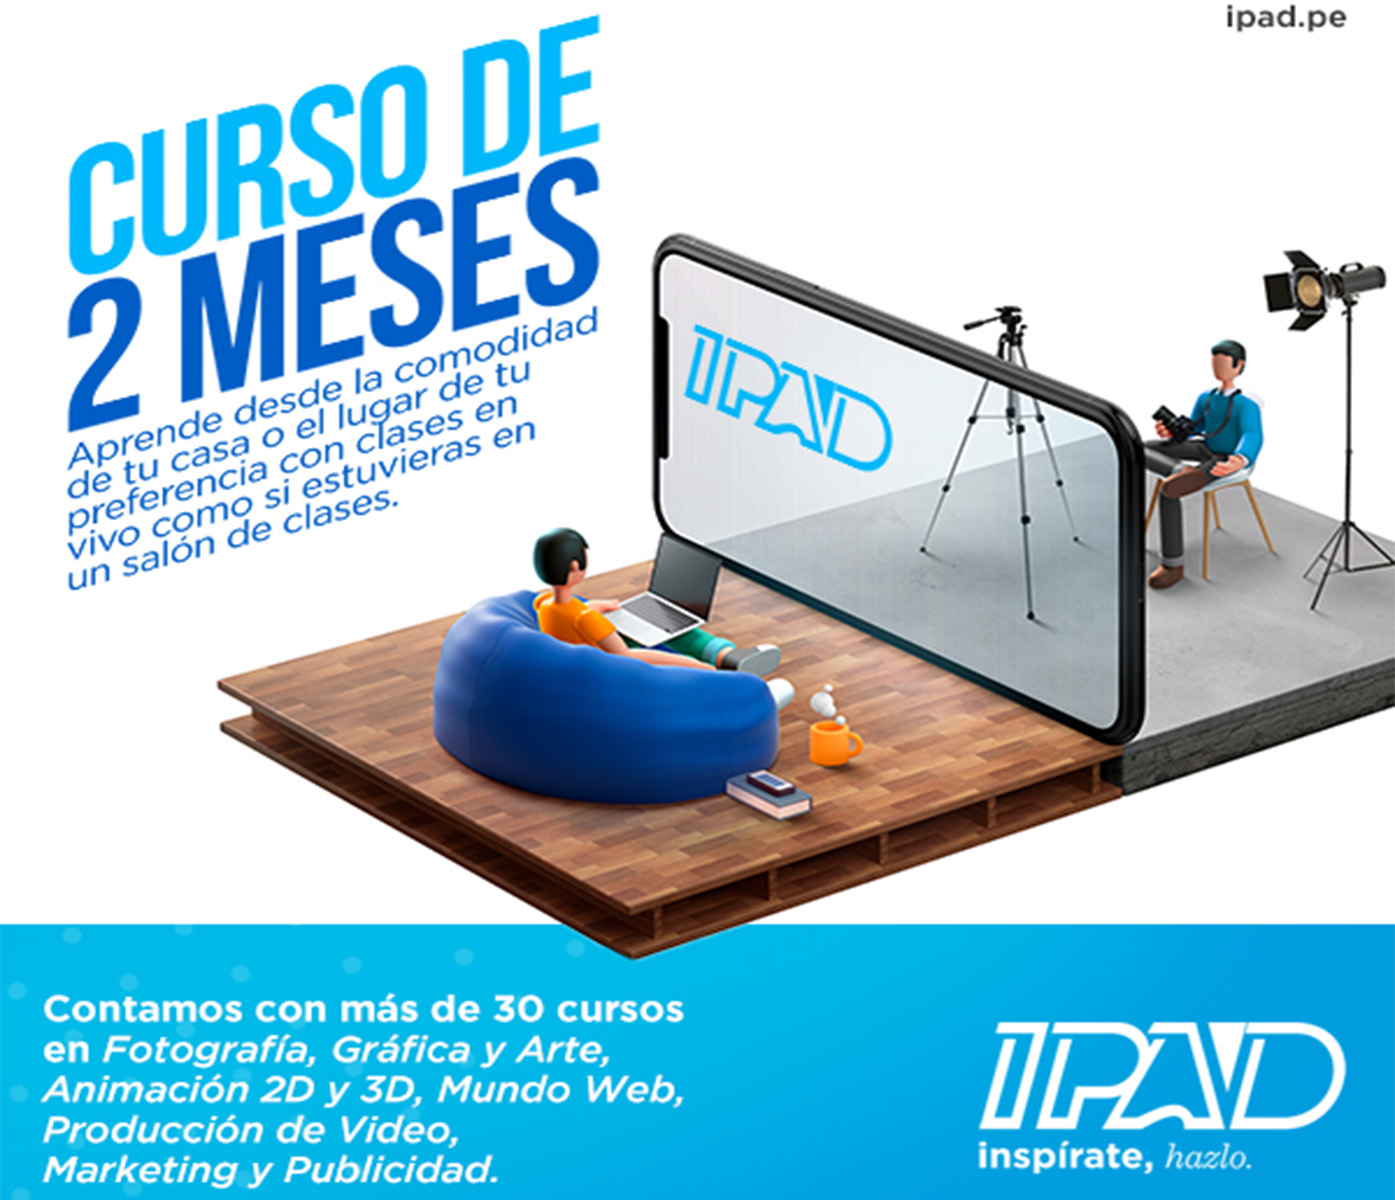 ipad.pe
CURSO DE
2 MESES
Aprende desde la comodidad
de tu casa o el lugar de tu
preferencia con clases en
vivo como si estuvieras en
un salón de clases.
IPAD
Contamos con más de 30 cursos
en Fotografía, Gráfica y Arte,
Animación 2D y 3D, Mundo Web,
Producción de Video,
Marketing y Publicidad.
IPAD
inspírate, hazlo.